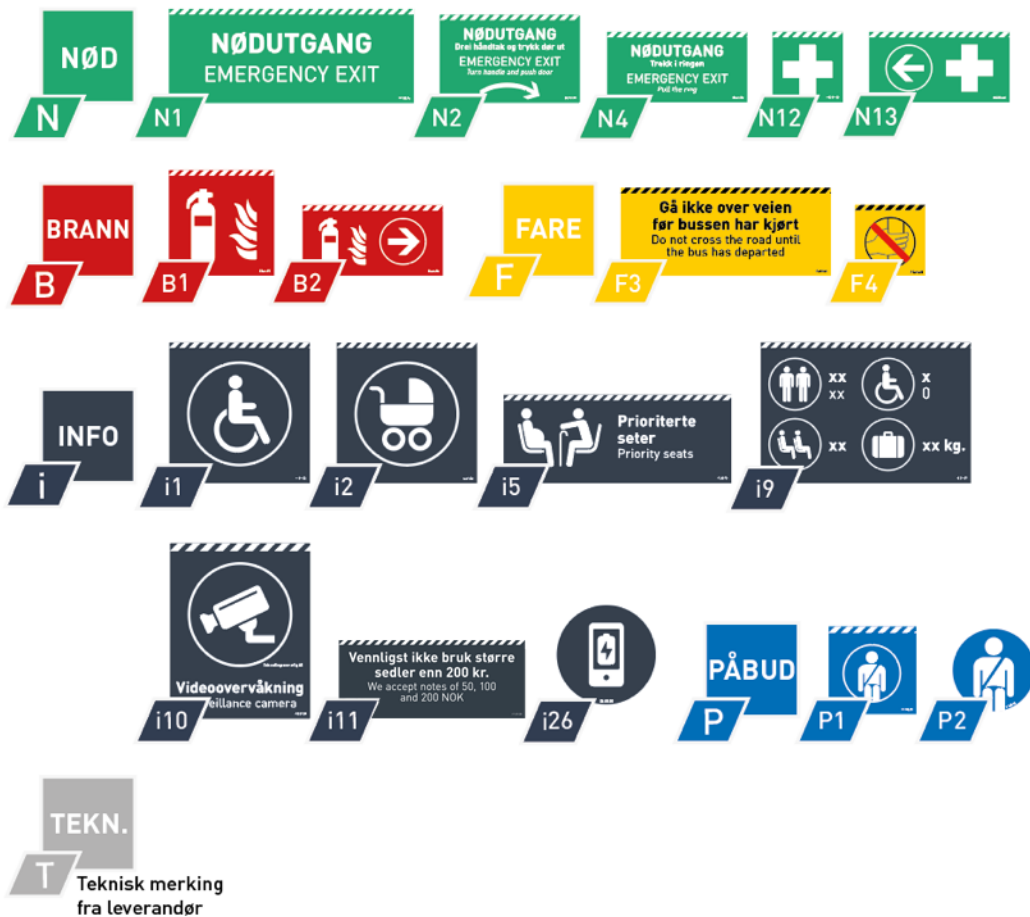 NØD
N
NØDUTGANG
EMERGENCY EXIT
N1
NØDUTGANG
Drei håndtak og trykk dør ut
EMERGENCY EXIT
Turn handle and push door
N2
NØDUTGANG
Trekk i ringen
EMERGENCY EXIT
Pull the ring
N4
N12
N13
BRANN
B
B1
B2
FARE
F
Gå ikke over veien
før bussen har kjørt
Do not cross the road until
the bus has departed
F3
F4
INFO
i
i1
i2
Prioriterte
seter
Priority seats
i5
xx
xx
x
0
xx
xx kg.
i9
Videoovervåkning
eillance camera
i10
Vennligst ikke bruk større
sedler enn 200 kr.
We accept notes of 50, 100
and 200 NOK
i11
i26
PÅBUD
P
P1
P2
TEKN.
T
Teknisk merking
fra leverandør